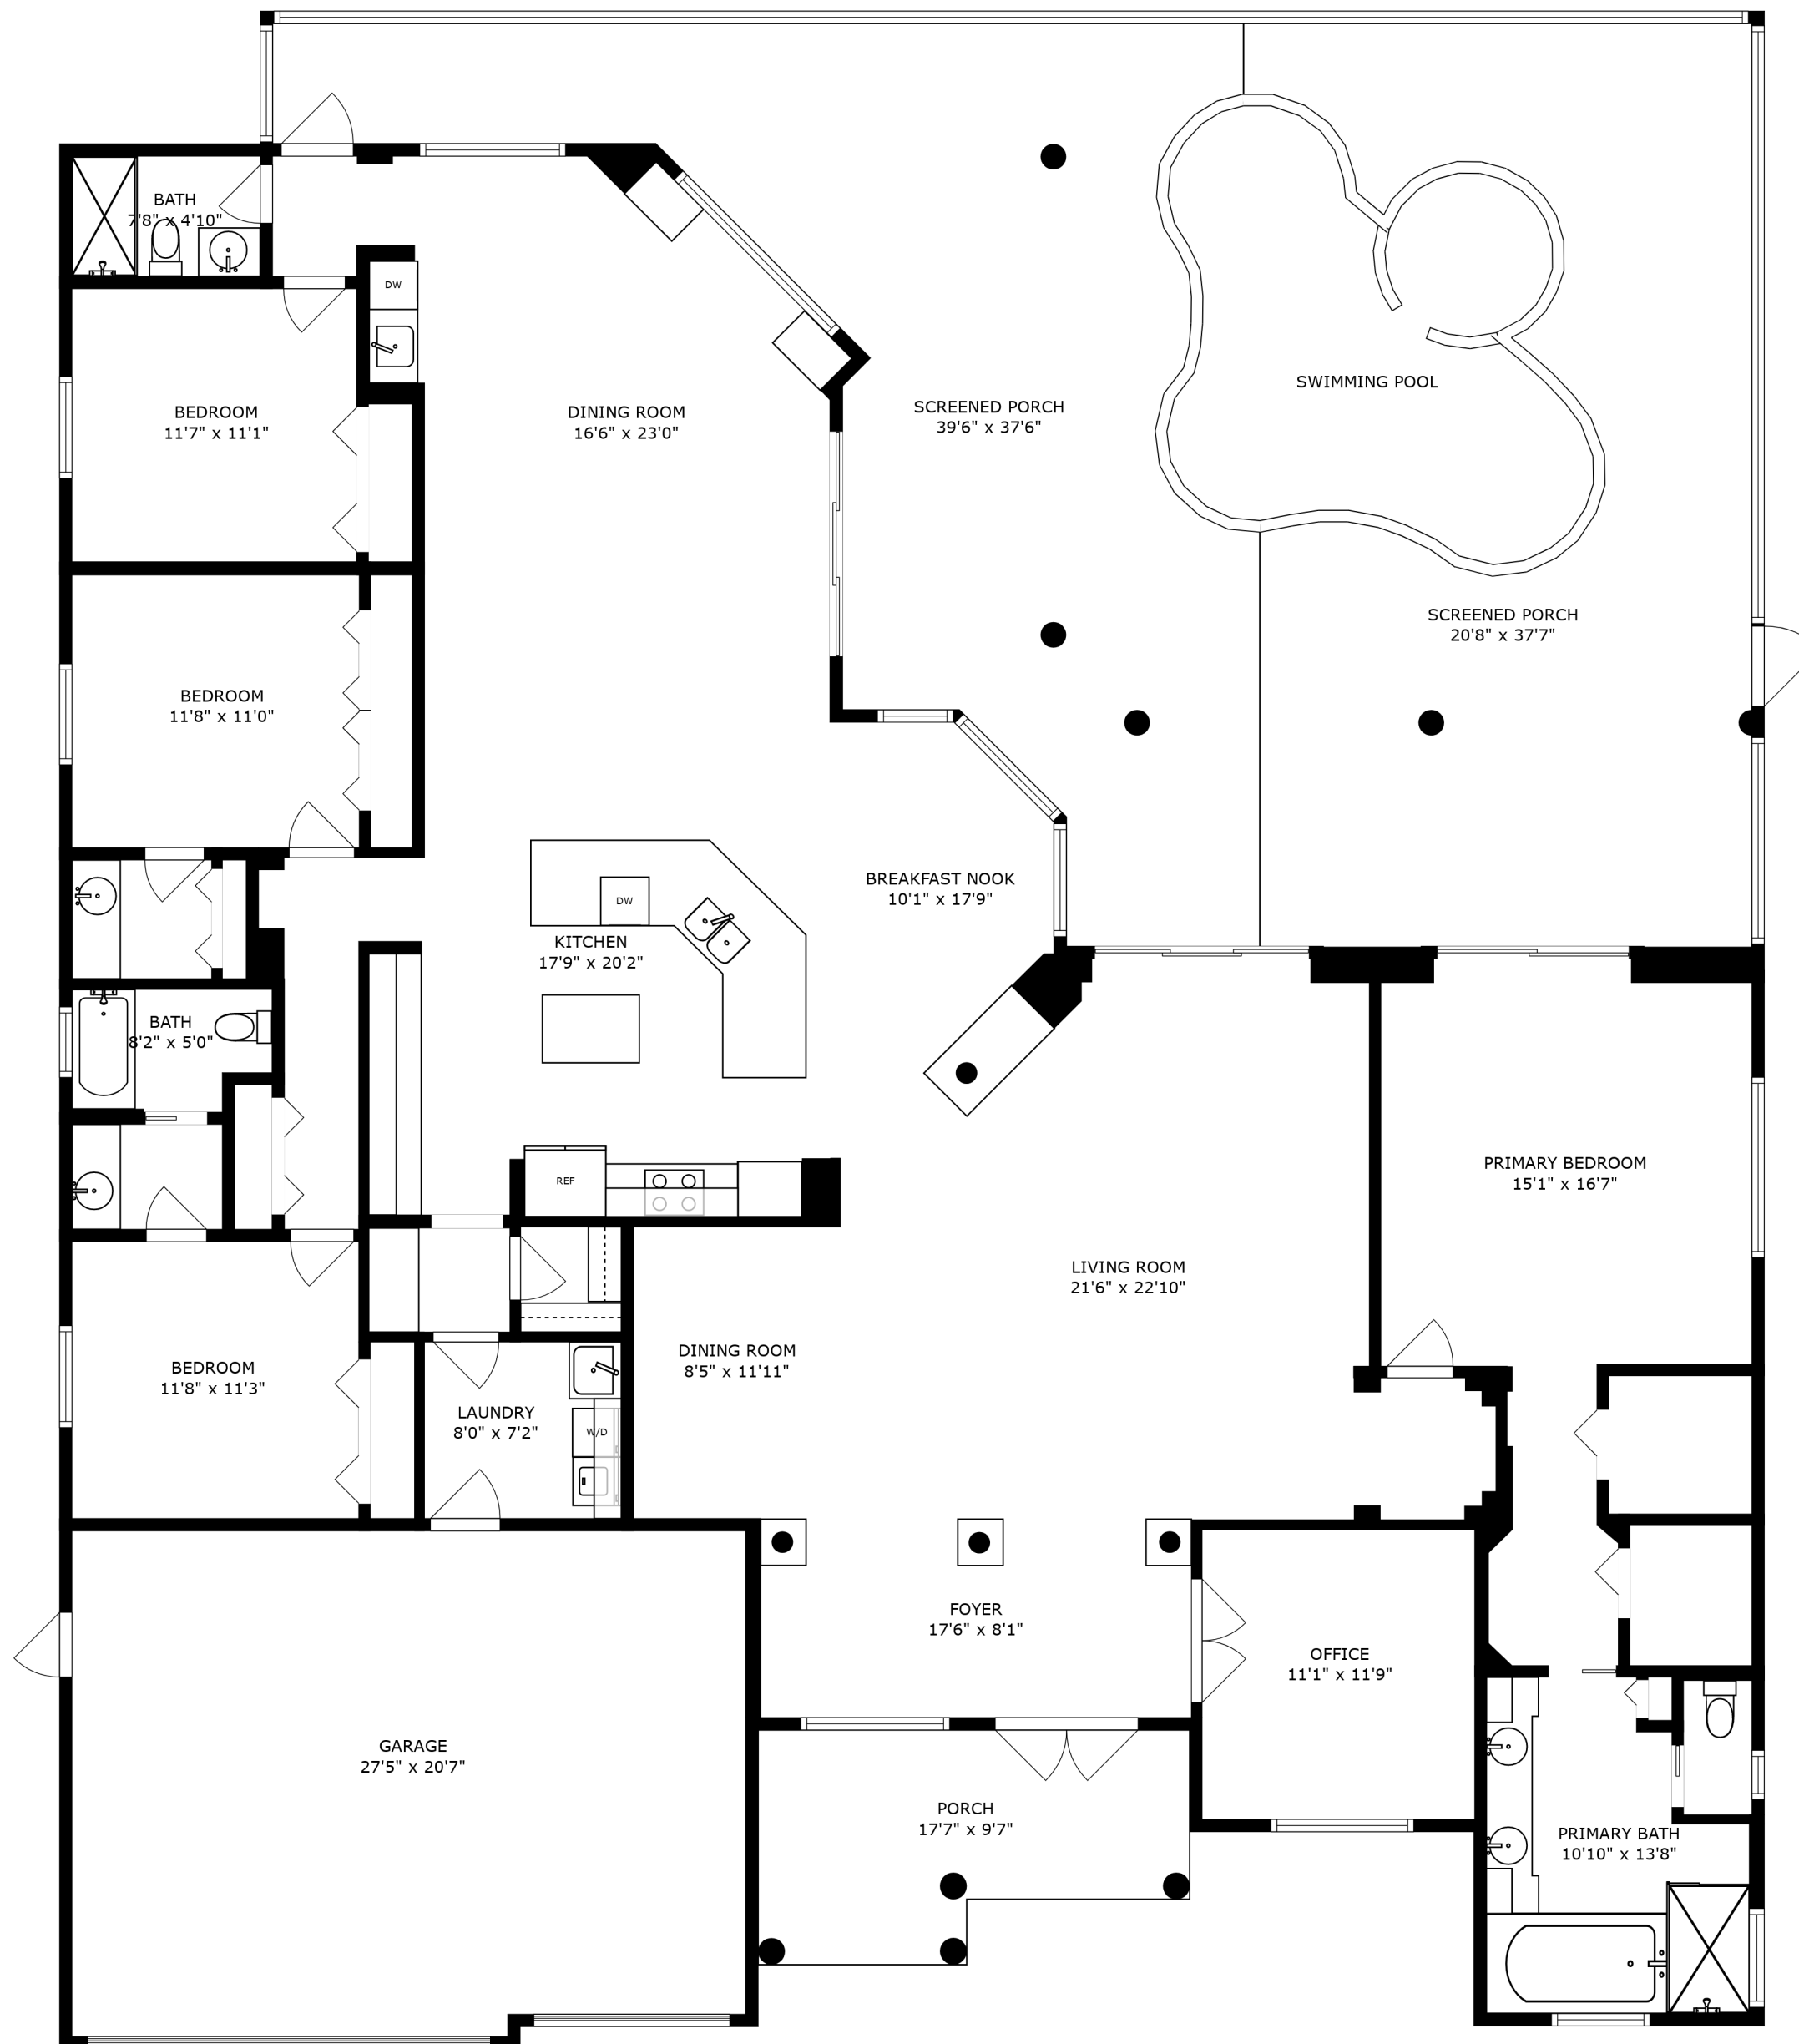 BATH
7'8" x 4'10"
DW
SWIMMING POOL
BEDROOM
11'7" x 11'1"
DINING ROOM
16'6" x 23'0"
SCREENED PORCH
39'6" x 37'6"
SCREENED PORCH
20'8" x 37'7"
BEDROOM
11'8" x 11'0"
BREAKFAST NOOK
10'1" x 17'9"
DW
KITCHEN
17'9" x 20'2"
BATH
8'2" x 5'0"
REF
PRIMARY BEDROOM
15'1" x 16'7"
LIVING ROOM
21'6" x 22'10"
DINING ROOM
8'5" x 11'11"
BEDROOM
11'8" x 11'3"
LAUNDRY
8'0" x 7'2"
W/D
FOYER
17'6" x 8'1"
OFFICE
11'1" x 11'9"
GARAGE
27'5" x 20'7"
PORCH
17'7" x 9'7"
PRIMARY BATH
10'10" x 13'8"